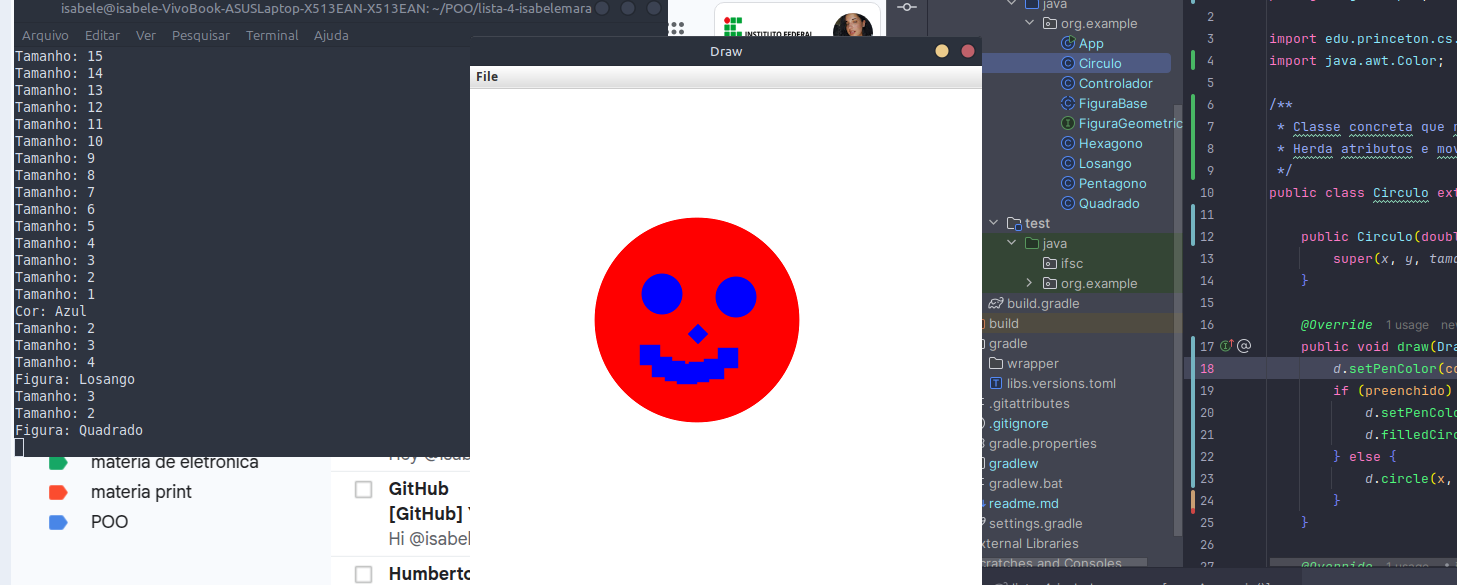 isabele@isabele-VivoBook-ASUSLaptop-X513EAN-X513EAN: ~/POO/lista-4-isabelemara
Arquivo Editar Ver Pesquisar Terminal Ajuda
Tamanho: 15
Tamanho: 14
Tamanho: 13
Tamanho: 12
Tamanho: 11
Tamanho: 10
Tamanho: 9
Tamanho: 8
Tamanho: 7
Tamanho: 6
Tamanho: 5
Tamanho: 4
Tamanho: 3
Tamanho: 2
Tamanho: 1
Cor: Azul
Tamanho: 2
Tamanho: 3
Tamanho: 4
Figura: Losango
Tamanho: 3
Tamanho: 2
Figura: Quadrado
materia de eletronica
materia print
POO
GitHub
[GitHub]
Hi @isabel
Humberto
INSTITUTO FEDERAL
Draw
File
java
org.example
App
Circulo
Controlador
FiguraBase
FiguraGeometric
Hexagono
Losango
Pentagono
Quadrado
test
java
ifsc
org.example
build.gradle
build
gradle
wrapper
libs.versions.toml
.gitattributes
.gitignore
gradle.properties
gradlew
gradlew.bat
readme.md
settings.gradle
xternal Libraries
cratches and Consoles
2
3 import edu.princeton.cs.
4 import java.awt.Color;
5
6 /**
7 * Classe concreta que
8 * Herda atributos e mov
9 */
10 public class Circulo ext
11
12 public Circulo(doubl
13 super(x, y, tama
14 }
15
16 @Override 1 usage new
17 public void draw(Dra
18 d.setPenColor(co
19 if (preenchido)
20 d.setPenColo
21 d.filledCirc
22 } else {
23 d.circle(x,
24 }
25 }
26
27 @Override 1 usage